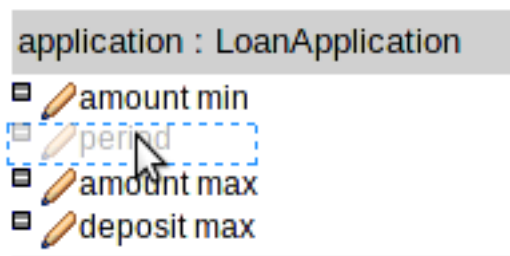 application : LoanApplication
amount min
period
amount max
deposit max